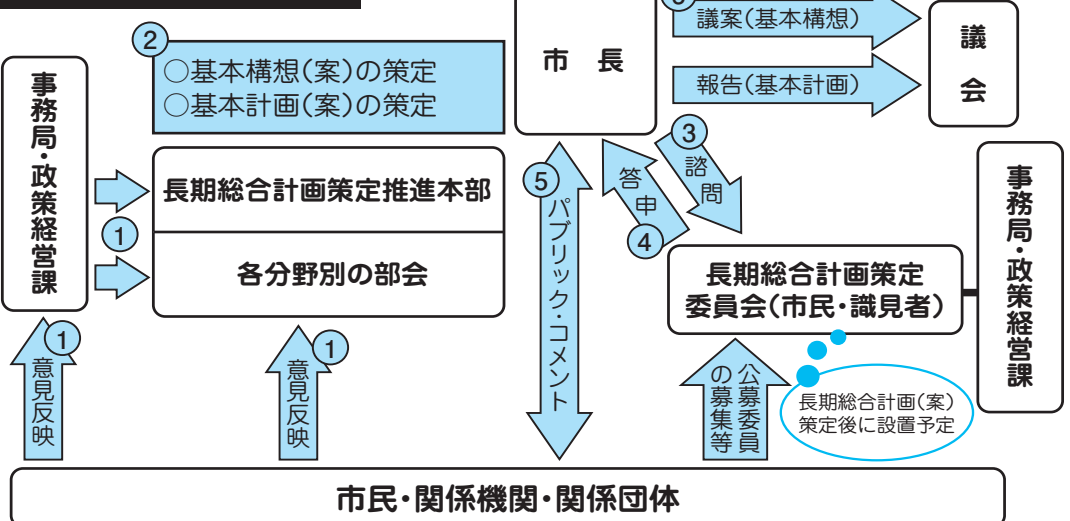 事務局・政策経営課
②
○基本構想(案)の策定
○基本計画(案)の策定
長期総合計画策定推進本部
各分野別の部会
①
①
意見反映
①
意見反映
市　長
議案(基本構想)
報告(基本計画)
議
会
③
諮問
答申
④
⑤
パブリック・コメント
長期総合計画策定
委員会(市民・識見者)
事務局・政策経営課
公募委員
の募集等
長期総合計画(案)
策定後に設置予定
市民・関係機関・関係団体